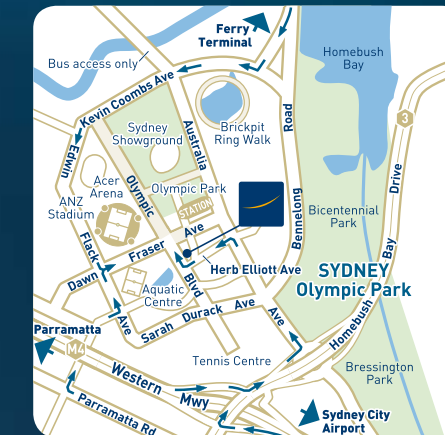 Ferry
Terminal
Homebush
Bay
Bus access only
Kevin Coombs Ave
3
Sydney
Showground
Brickpit
Ring Walk
Australia
Road
Edwin
Acer
Arena
Olympic
Olympic Park
STATION
Drive
ANZ
Stadium
Bicentennial
Park
Bennelong
Flack
Fraser
Ave
Bay
Herb Elliott Ave
SYDNEY
Olympic Park
Dawn
Aquatic
Centre
Blvd
Ave
Sarah Durack Ave
Ave
Homebush
Parramatta
M4
Tennis Centre
Western
Mwy
Bressington
Park
Parramatta Rd
Sydney City
Airport